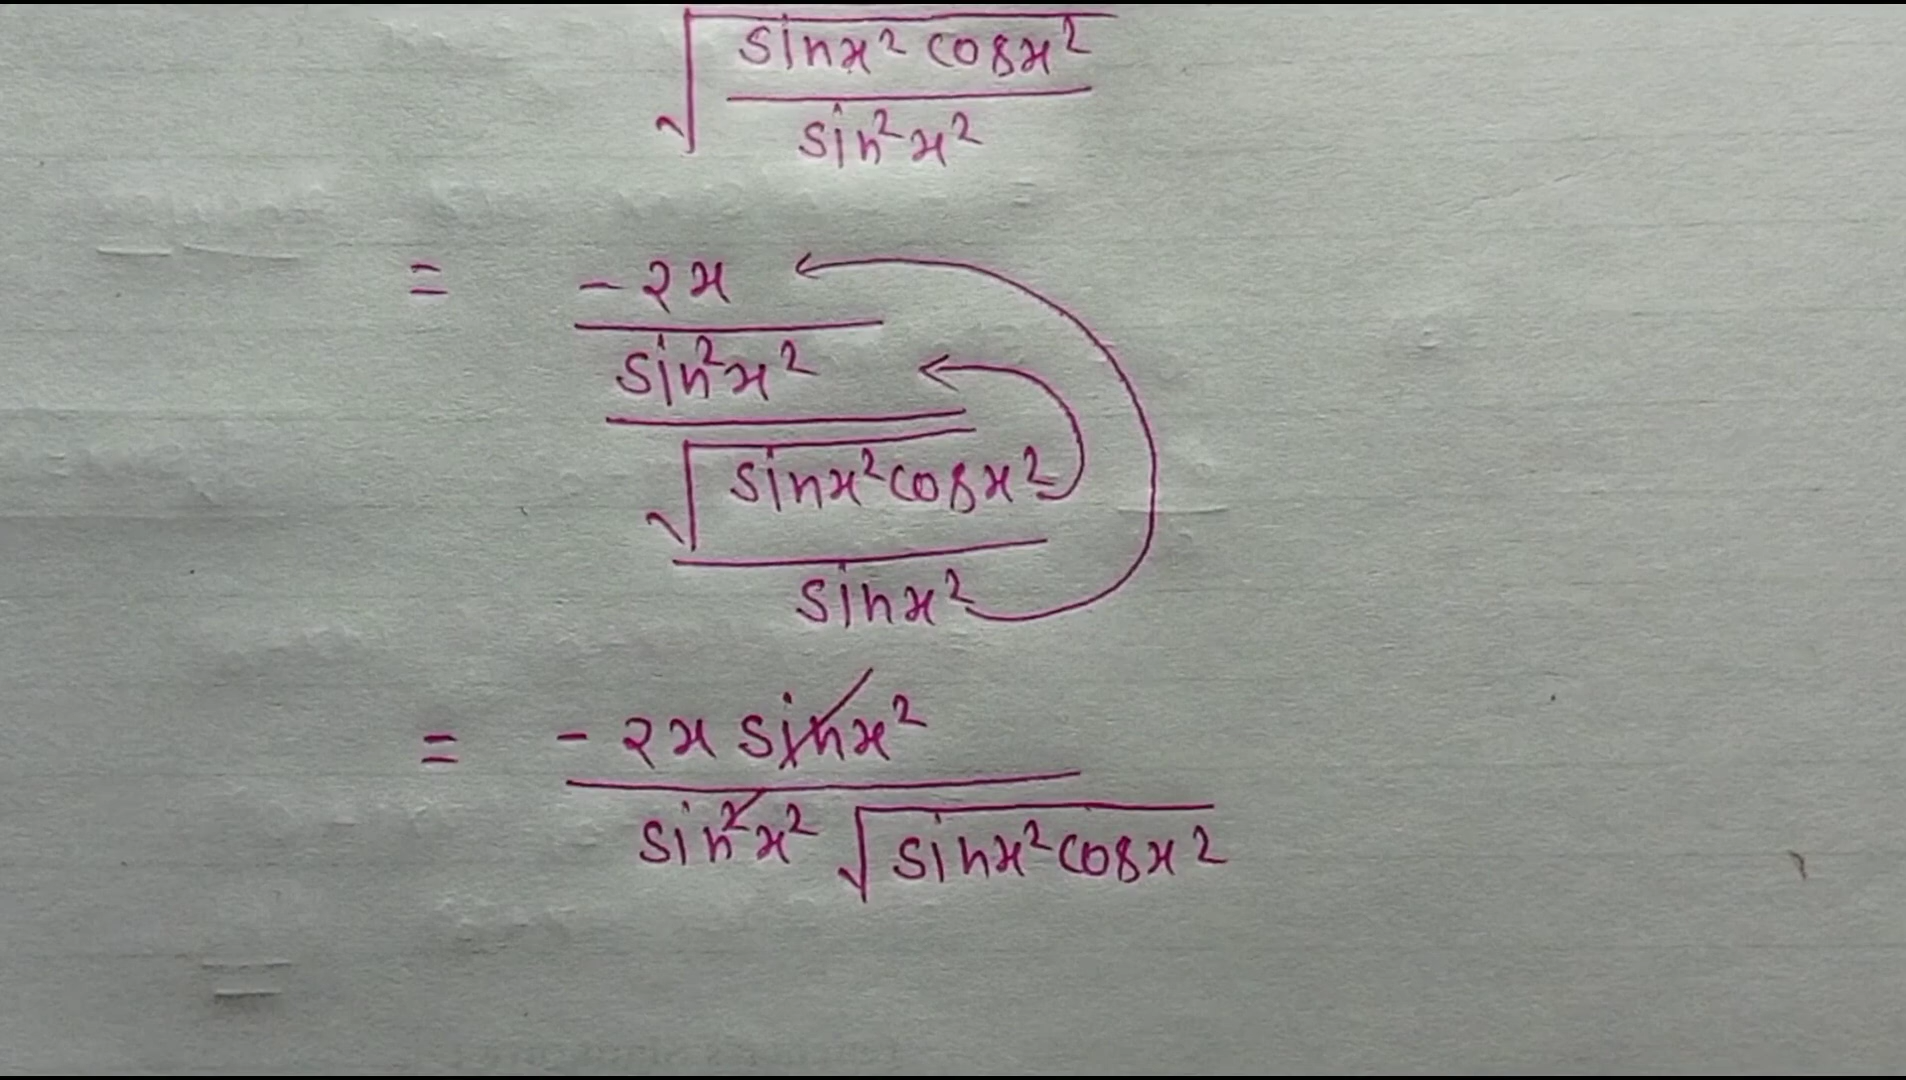 √ sinx² cosx²
sin²x²
= - 2x
sin²x²
√ sinx² cosx²
sinx²
= - 2x sinx²
sin²x² √ sinx² cosx²